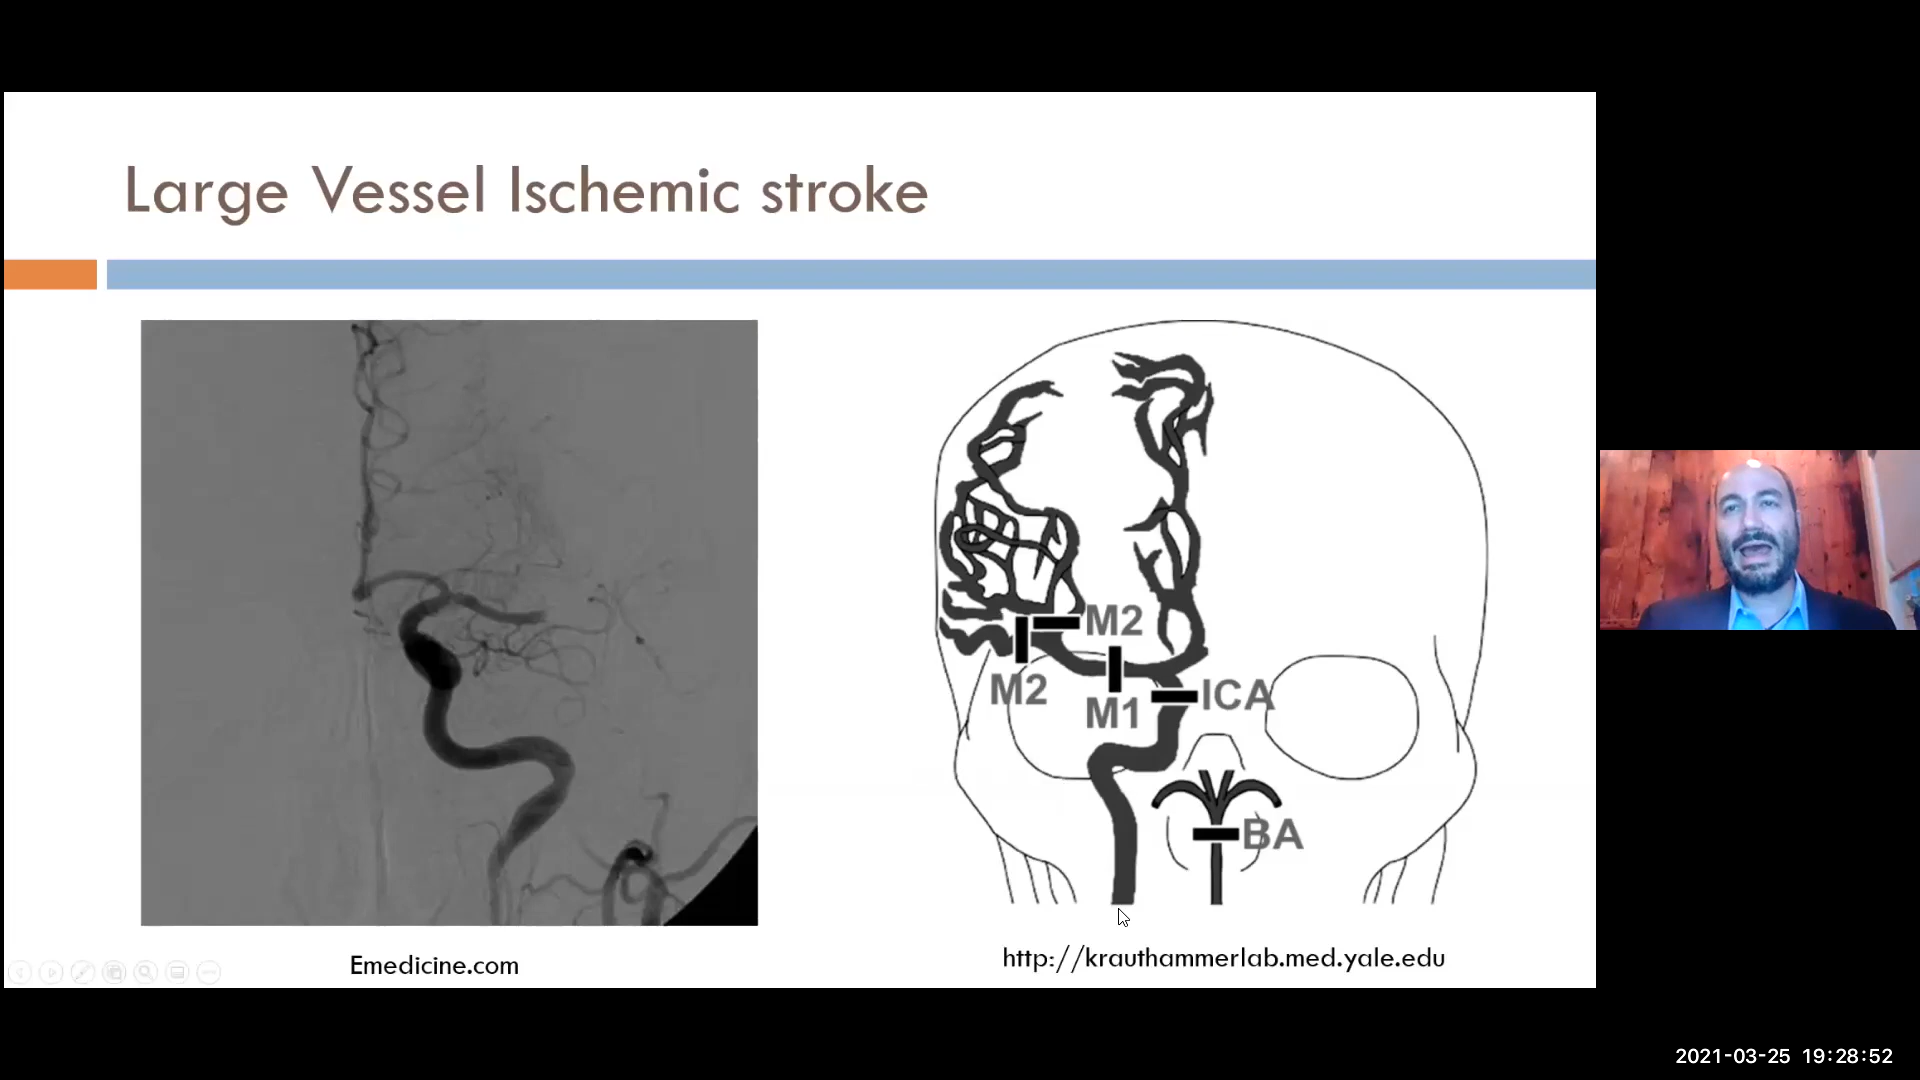 Large Vessel Ischemic stroke
M2
M2
ICA
M1
BA
Emedicine.com
http://krauthammerlab.med.yale.edu
2021-03-25 19:28:52